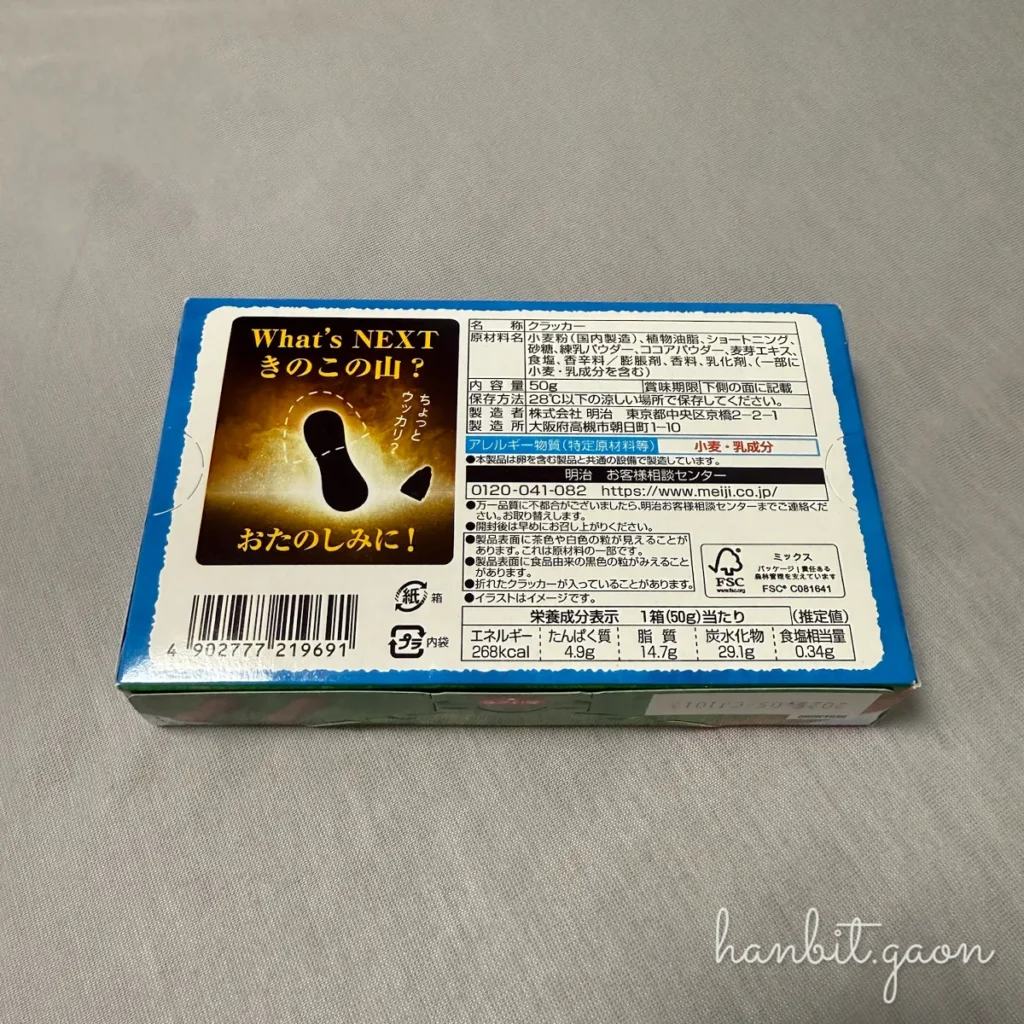 What's NEXT
きのこの山?
ちょっと
ウッカリ?
おたのしみに!
名 称 クラッカー
原材料名 小麦粉(国内製造)、植物油脂、ショートニング、
砂糖、練乳パウダー、ココアパウダー、麦芽エキス、
食塩、香辛料/膨脹剤、香料、乳化剤、(一部に
小麦・乳成分を含む)
内 容 量 50g 賞味期限 下側の面に記載
保存方法 28℃以下の涼しい場所で保存してください。
製 造 者 株式会社 明治 東京都中央区京橋2-2-1
製 造 所 大阪府高槻市朝日町1-10
アレルギー物質(特定原材料等) 小麦・乳成分
●本製品は卵を含む製品と共通の設備で製造しています。
明治 お客様相談センター
0120-041-082 https://www.meiji.co.jp/
●万一品質に不都合がございましたら、明治お客様相談センターまでご連絡くだ
さい。お取り替えします。
●開封後は早めにお召し上がりください。
●製品表面に茶色や白色の粒が見えることが
あります。これは原材料の一部です。
●製品表面に食品由来の黒色の粒がみえること
があります。
●折れたクラッカーが入っていることがあります。
●イラストはイメージです。
FSC
www.fsc.org
ミックス
パッケージ|責任ある
森林管理を支えています
FSC® C081641
紙 箱
プラ 内袋
4 902777 219691
栄養成分表示 1箱(50g)当たり (推定値)
エネルギー たんぱく質 脂 質 炭水化物 食塩相当量
268kcal 4.9g 14.7g 29.1g 0.34g
hanbit.gaon